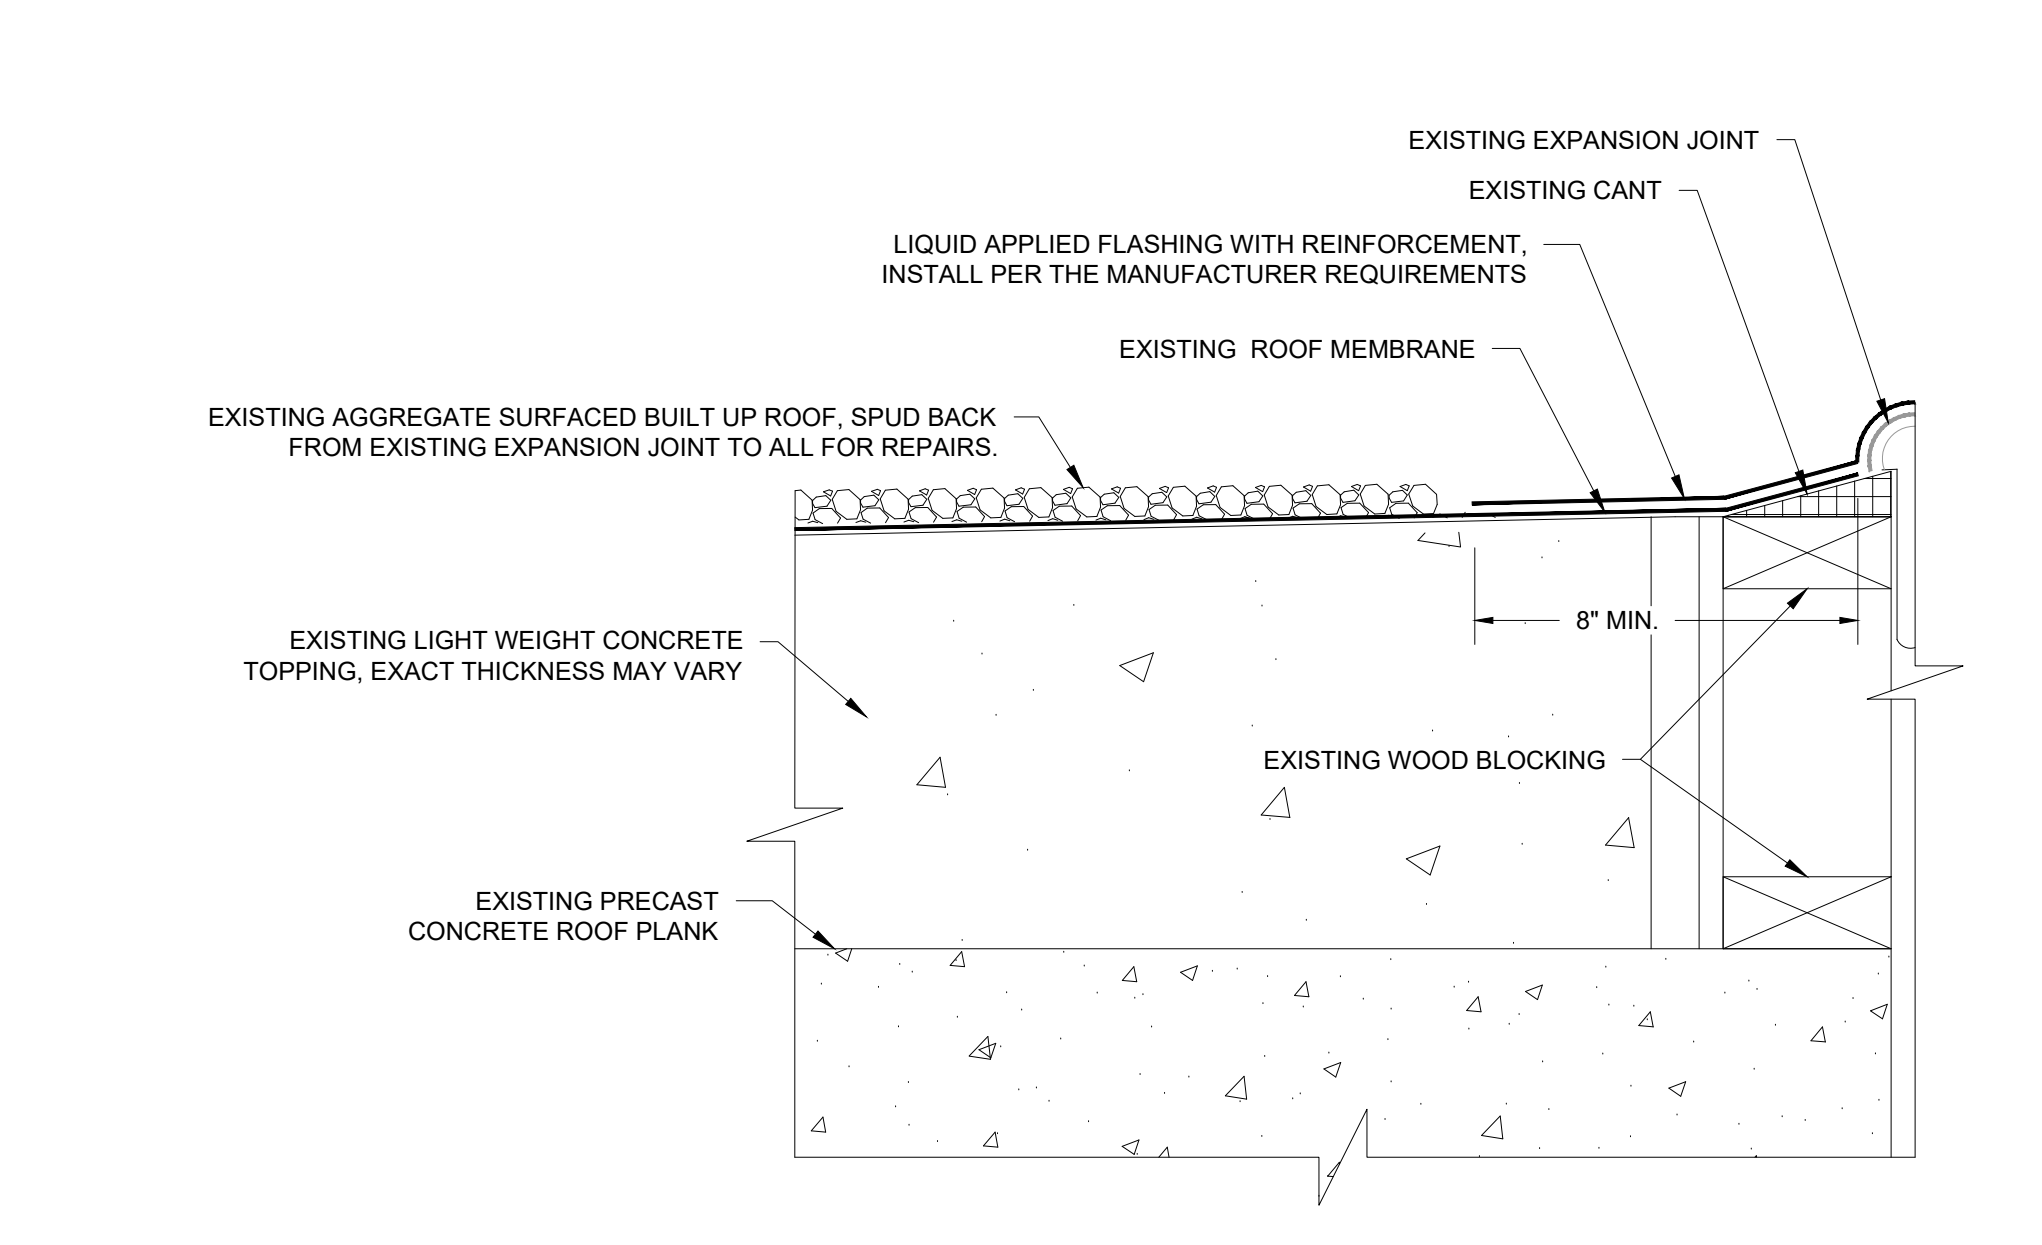 EXISTING EXPANSION JOINT
EXISTING CANT
LIQUID APPLIED FLASHING WITH REINFORCEMENT,
INSTALL PER THE MANUFACTURER REQUIREMENTS
EXISTING ROOF MEMBRANE
EXISTING AGGREGATE SURFACED BUILT UP ROOF, SPUD BACK
FROM EXISTING EXPANSION JOINT TO ALL FOR REPAIRS.
8" MIN.
EXISTING LIGHT WEIGHT CONCRETE
TOPPING, EXACT THICKNESS MAY VARY
EXISTING WOOD BLOCKING
EXISTING PRECAST
CONCRETE ROOF PLANK